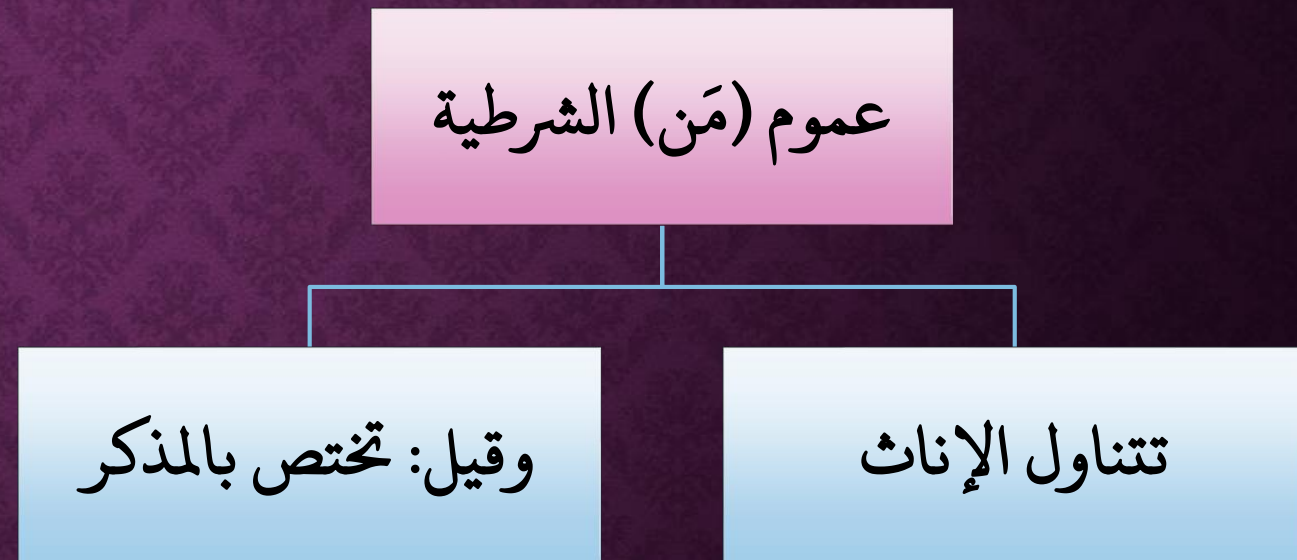 عموم (مَن) الشرطية
تتناول الإناث
وقيل: تختص بالمذكر